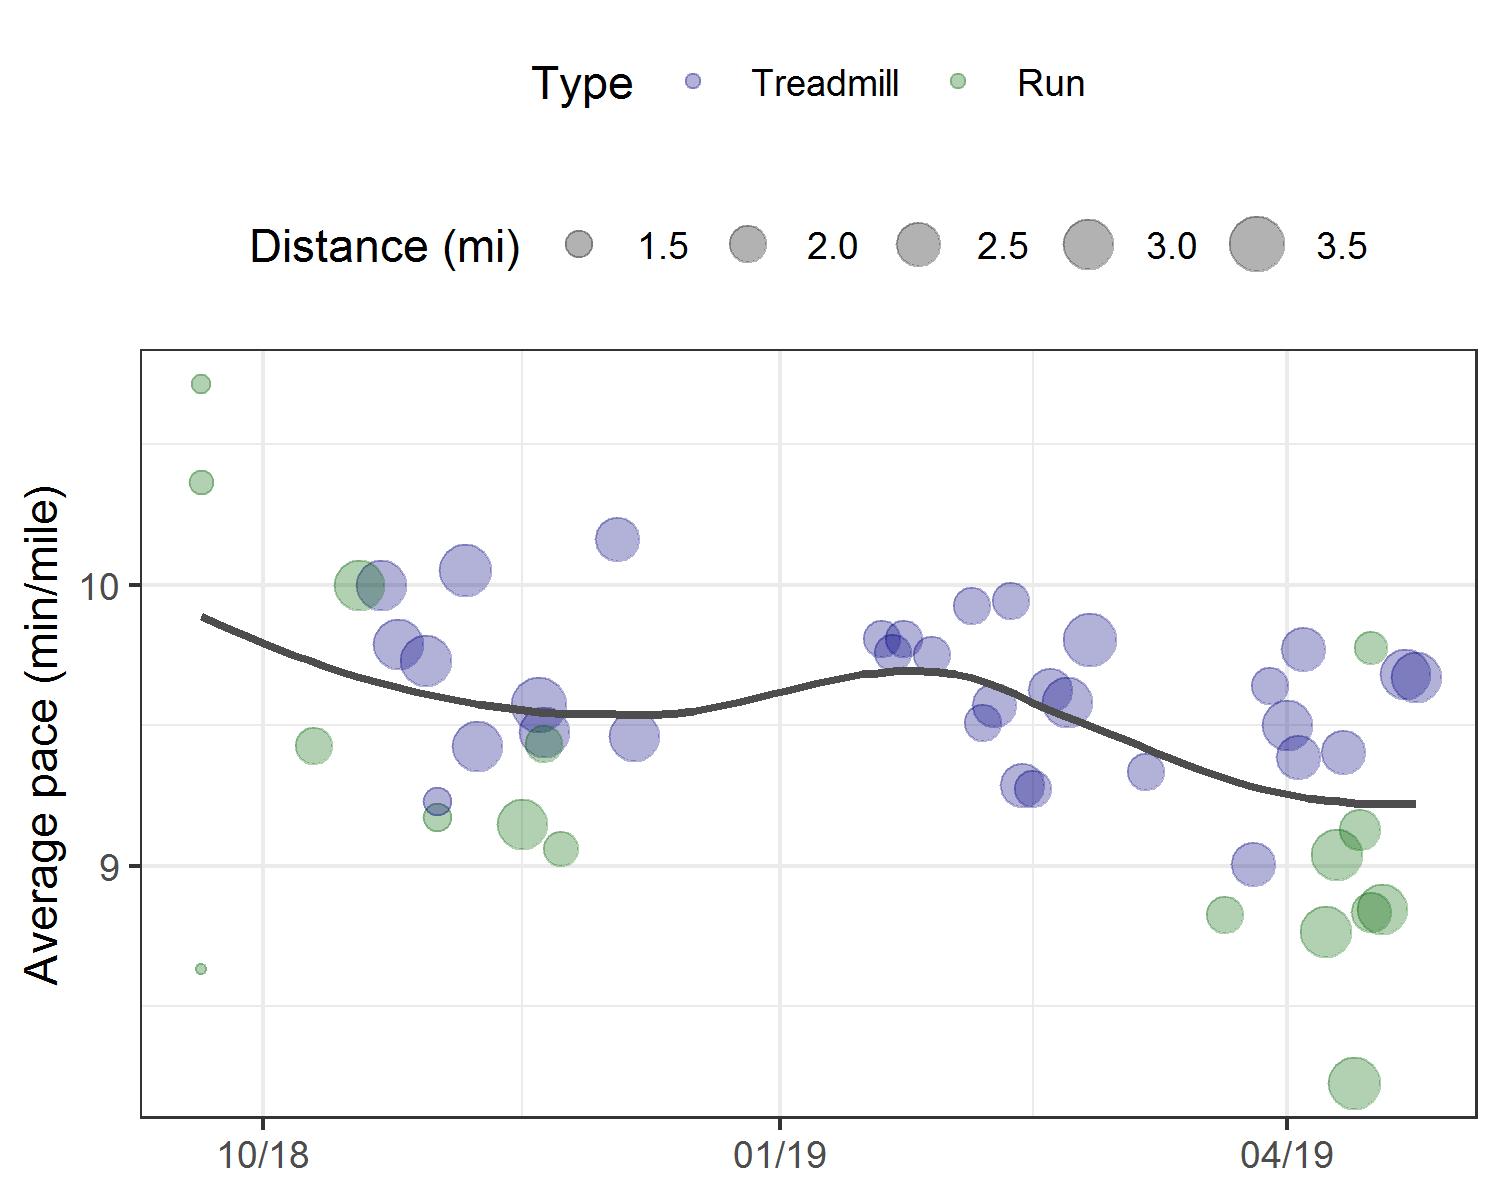 Type Treadmill Run
Distance (mi) 1.5 2.0 2.5 3.0 3.5
Average pace (min/mile)
10
9
10/18 01/19 04/19